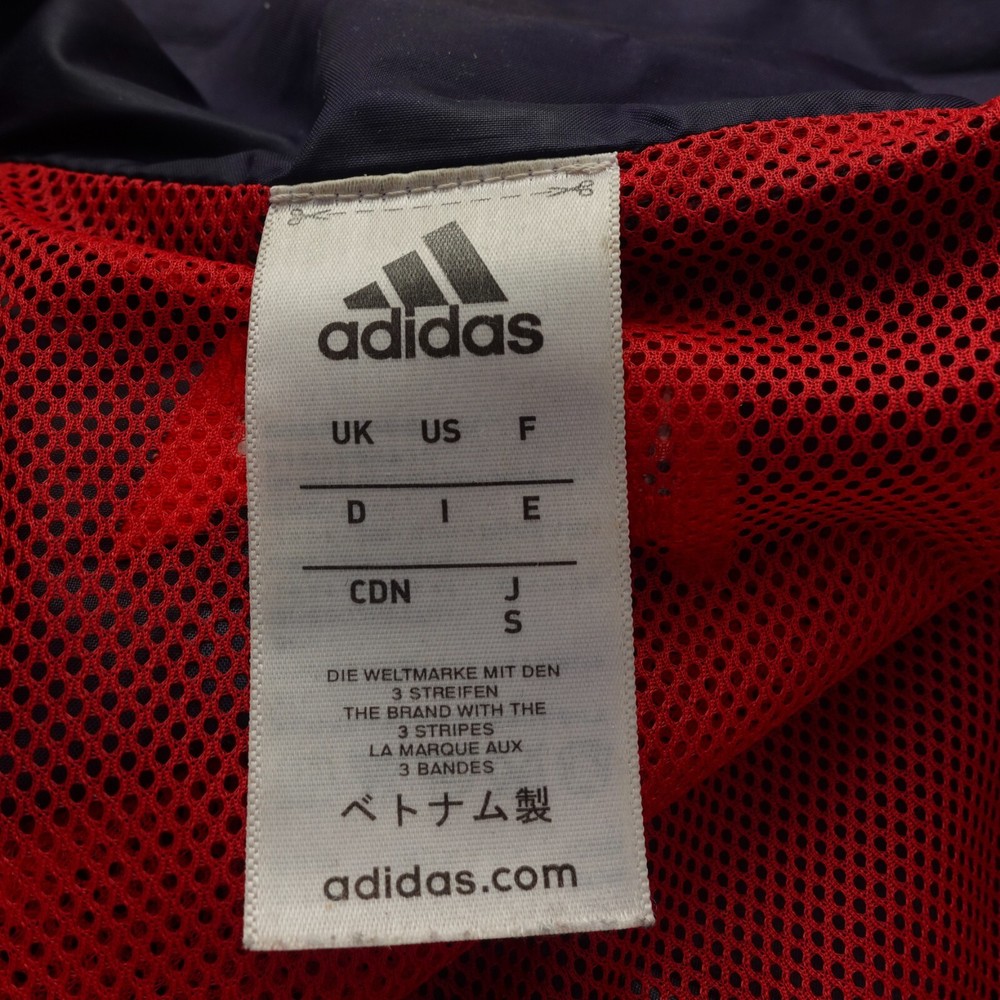 adidas
UK US F
D I E
CDN J
S
DIE WELTMARKE MIT DEN
3 STREIFEN
THE BRAND WITH THE
3 STRIPES
LA MARQUE AUX
3 BANDES
ベトナム製
adidas.com